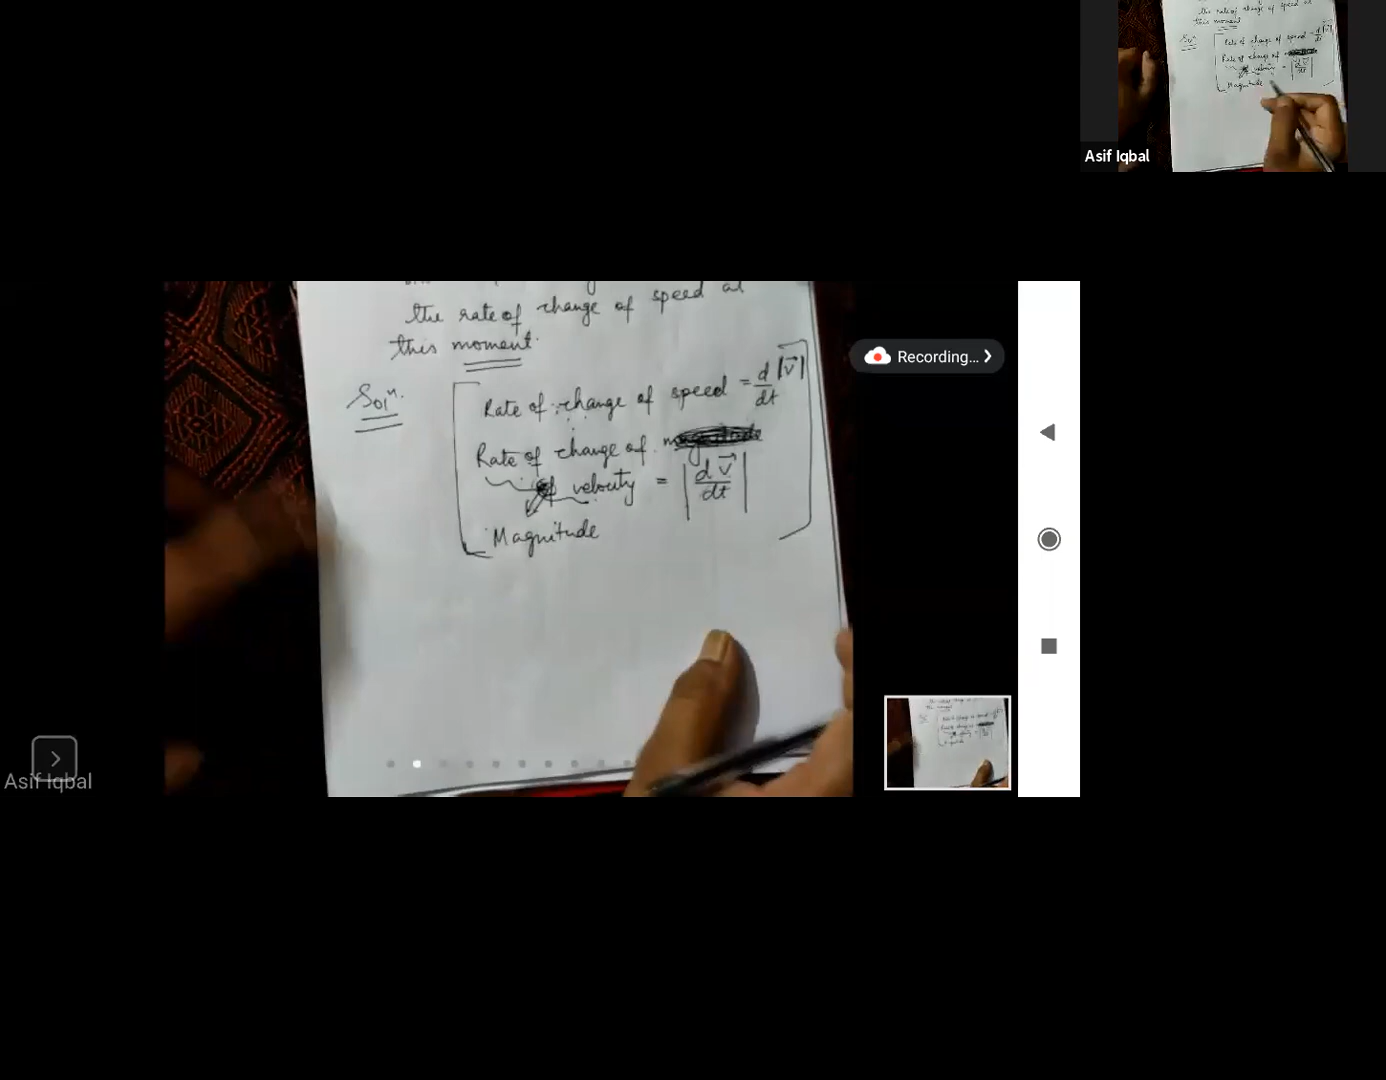 the rate of change of speed at
this moment.
Solⁿ.
Rate of change of speed = d/dt |v⃗|
Rate of change of
of velocity = |dv⃗/dt|
Magnitude
Recording...
Asif Iqbal
Asif Iqbal